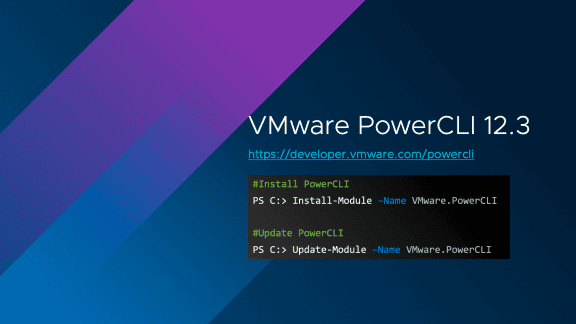 VMware PowerCLI 12.3
https://developer.vmware.com/powercli
#Install PowerCLI
PS C:> Install-Module -Name VMware.PowerCLI
#Update PowerCLI
PS C:> Update-Module -Name VMware.PowerCLI